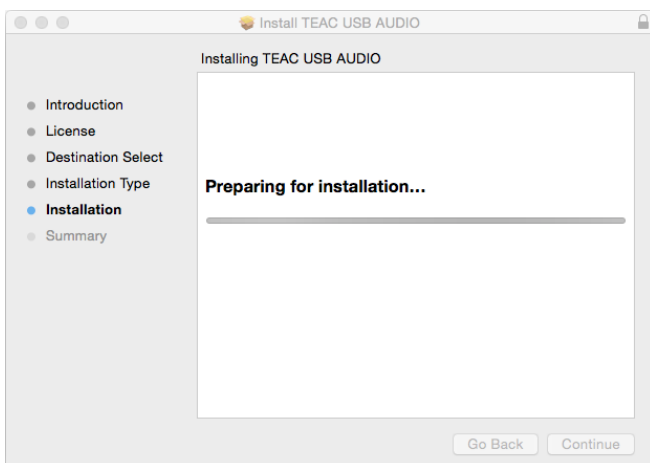 Install TEAC USB AUDIO
Installing TEAC USB AUDIO
Introduction
License
Destination Select
Installation Type
Installation
Summary
Preparing for installation...
Go Back
Continue